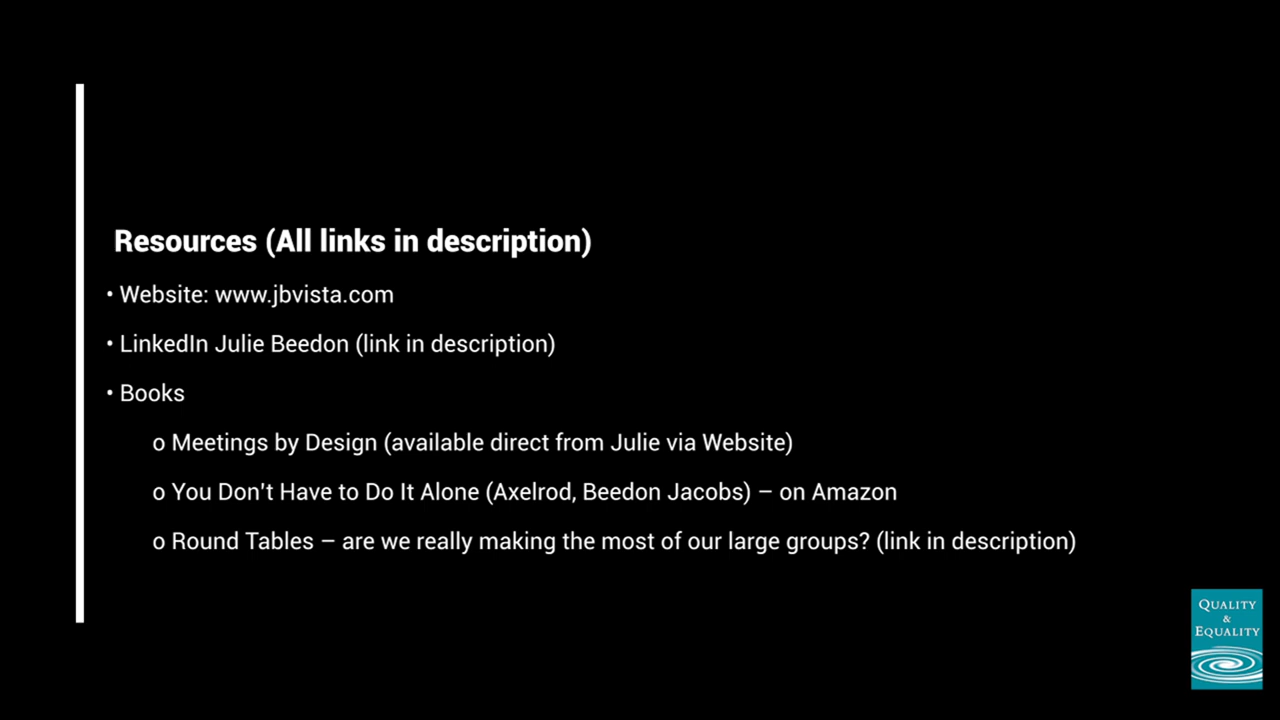 Resources (All links in description)
• Website: www.jbvista.com
• LinkedIn Julie Beedon (link in description)
• Books
o Meetings by Design (available direct from Julie via Website)
o You Don't Have to Do It Alone (Axelrod, Beedon Jacobs) – on Amazon
o Round Tables – are we really making the most of our large groups? (link in description)
QUALITY
&
EQUALITY